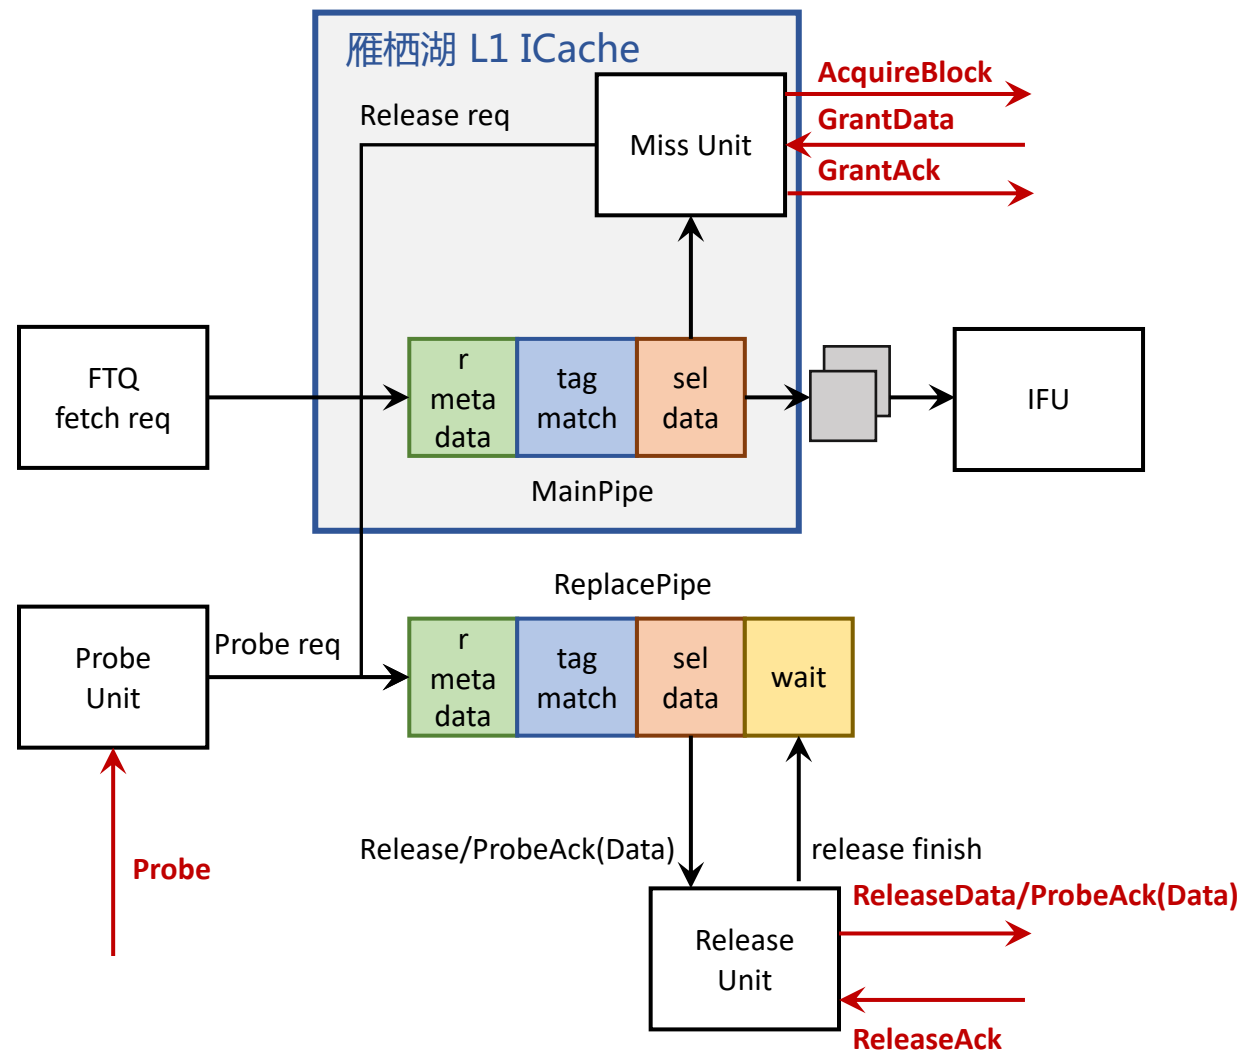 雁栖湖 L1 ICache
AcquireBlock
Release req
GrantData
Miss Unit
GrantAck
FTQ
fetch req
r
meta
data
tag
match
sel
data
IFU
MainPipe
ReplacePipe
Probe
Unit
Probe req
r
meta
data
tag
match
sel
data
wait
Probe
Release/ProbeAck(Data)
release finish
ReleaseData/ProbeAck(Data)
Release
Unit
ReleaseAck